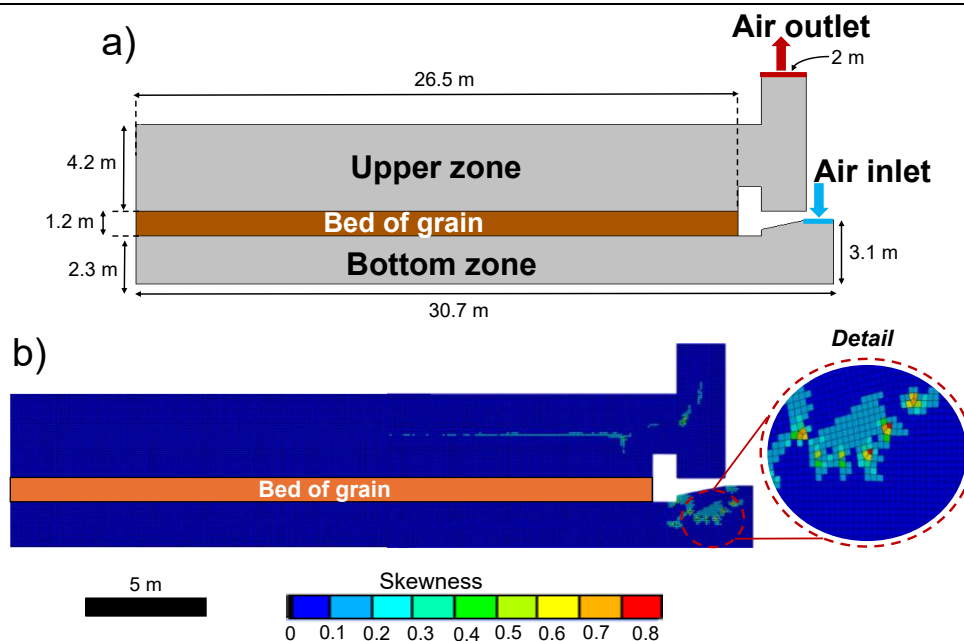 a)
Air outlet
2 m
26.5 m
4.2 m
Upper zone
Air inlet
1.2 m
Bed of grain
2.3 m
Bottom zone
3.1 m
30.7 m
b)
Detail
Bed of grain
5 m
Skewness
0 0.1 0.2 0.3 0.4 0.5 0.6 0.7 0.8